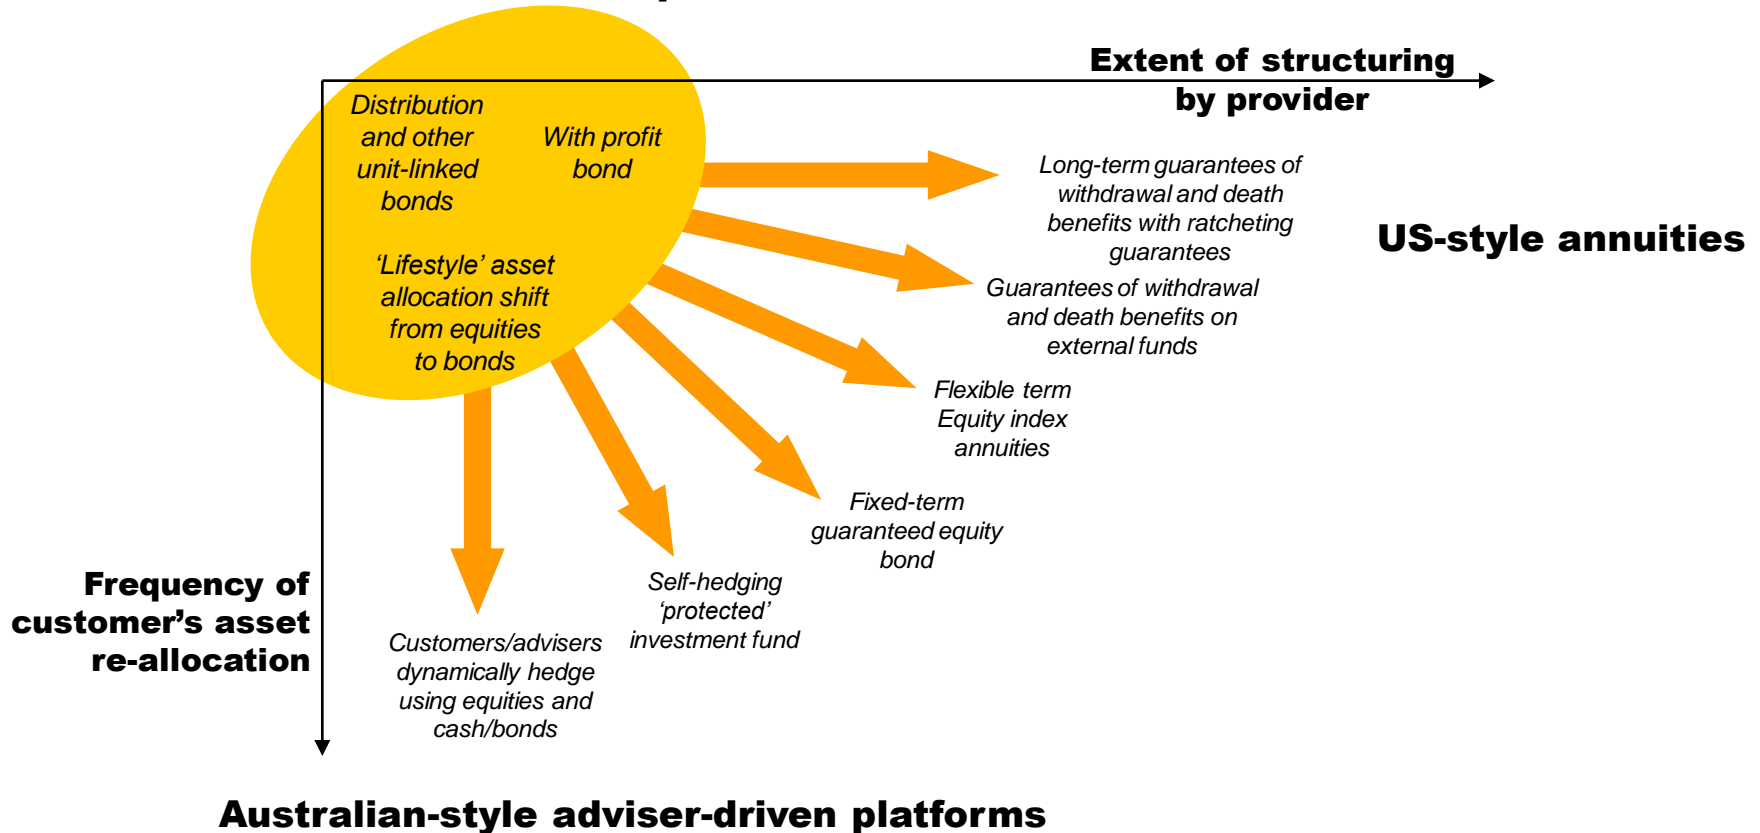 Extent of structuring
by provider
Distribution
and other
unit-linked
bonds
With profit
bond
'Lifestyle' asset
allocation shift
from equities
to bonds
Long-term guarantees of
withdrawal and death
benefits with ratcheting
guarantees
US-style annuities
Guarantees of withdrawal
and death benefits on
external funds
Flexible term
Equity index
annuities
Fixed-term
guaranteed equity
bond
Self-hedging
'protected'
investment fund
Customers/advisers
dynamically hedge
using equities and
cash/bonds
Frequency of
customer's asset
re-allocation
Australian-style adviser-driven platforms